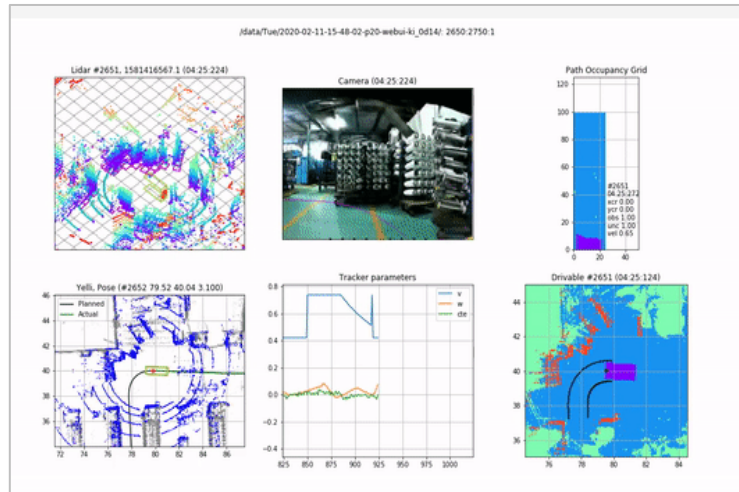 /data/Tue/2020-02-11-15-48-02-p20-webui-ki_0d14/: 2650:2750:1
Lidar #2651, 1581416567.1 (04:25:224)
Camera (04:25:224)
Path Occupancy Grid
120
100
80
60
40
20
0
0 20 40
#2651
04:25:272
xcr 0.00
ycr 0.00
obs 1.00
unc 1.00
vel 0.65
Yelli, Pose (#2652 79.52 40.04 3.100)
Planned
Actual
46
44
42
40
38
36
72 74 76 78 80 82 84 86
Tracker parameters
v
w
cte
0.8
0.6
0.4
0.2
0.0
-0.2
-0.4
825 850 875 900 925 950 975 1000
Drivable #2651 (04:25:124)
44
42
40
38
36
76 78 80 82 84